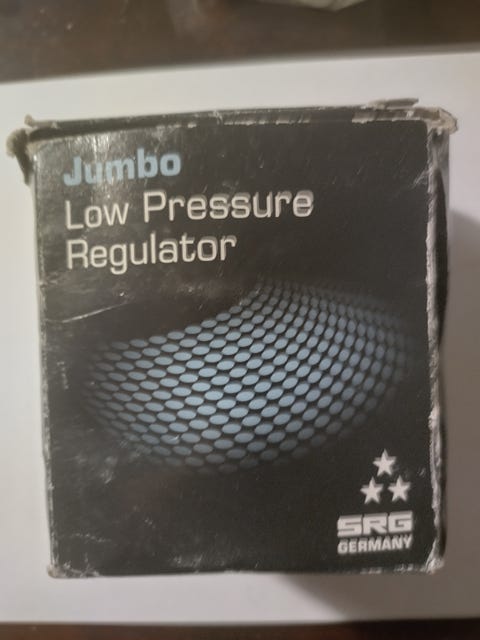 Jumbo
Low Pressure
Regulator
SRG
GERMANY